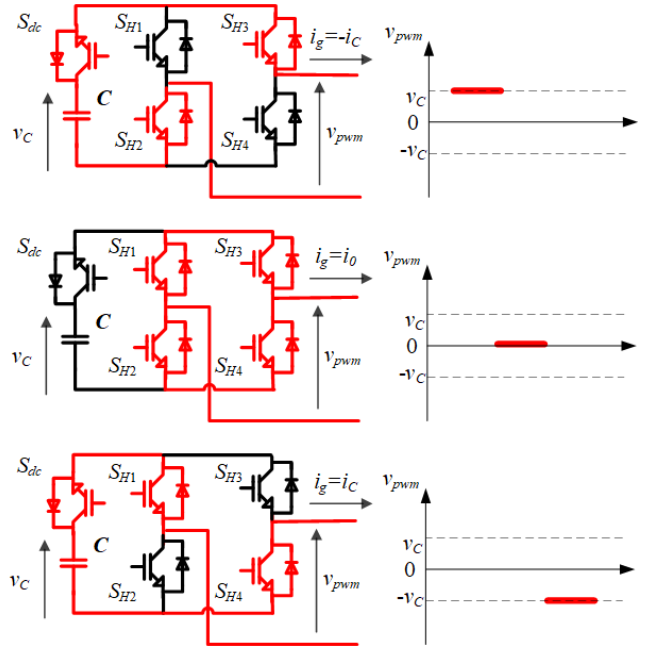 S_dc S_H1 S_H3 i_g=-i_C v_pwm
C v_C
v_C S_H2 S_H4 v_pwm 0
-v_C
S_dc S_H1 S_H3 i_g=i_0 v_pwm
C v_C
v_C S_H2 S_H4 v_pwm 0
-v_C
S_dc S_H1 S_H3 i_g=i_C v_pwm
C v_C
v_C S_H2 S_H4 v_pwm 0
-v_C